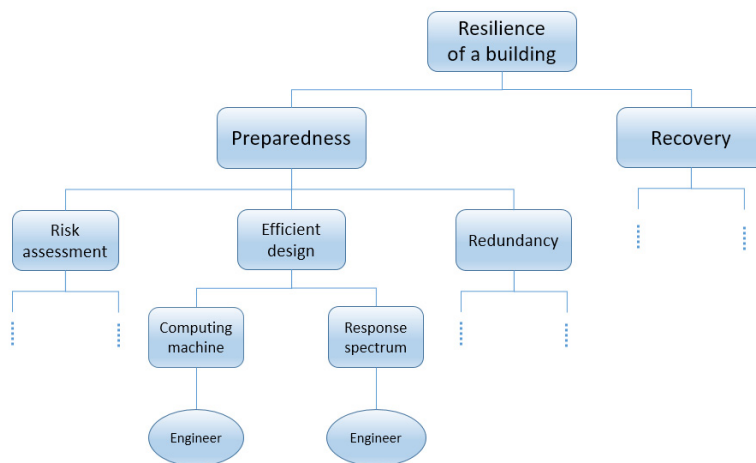 Resilience
of a building
Preparedness
Recovery
Risk
assessment
Efficient
design
Redundancy
Computing
machine
Response
spectrum
Engineer
Engineer